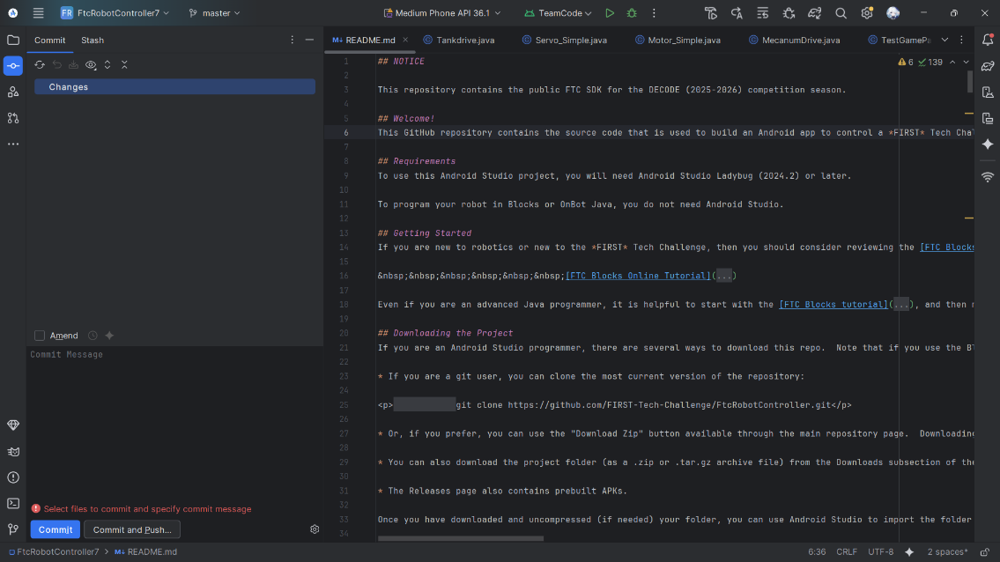 FR FtcRobotController7 master Medium Phone API 36.1 TeamCode
Commit Stash
README.md Tankdrive.java Servo_Simple.java Motor_Simple.java MecanumDrive.java TestGamePa
Changes
6 139
1 ## NOTICE
2
3 This repository contains the public FTC SDK for the DECODE (2025-2026) competition season.
4
5 ## Welcome!
6 This GitHub repository contains the source code that is used to build an Android app to control a *FIRST* Tech Chal
7
8 ## Requirements
9 To use this Android Studio project, you will need Android Studio Ladybug (2024.2) or later.
10
11 To program your robot in Blocks or OnBot Java, you do not need Android Studio.
12
13 ## Getting Started
14 If you are new to robotics or new to the *FIRST* Tech Challenge, then you should consider reviewing the [FTC Blocks
15
16 &nbsp;&nbsp;&nbsp;&nbsp;&nbsp;&nbsp;[FTC Blocks Online Tutorial](...)
17
18 Even if you are an advanced Java programmer, it is helpful to start with the [FTC Blocks tutorial](...), and then m
19
20 ## Downloading the Project
21 If you are an Android Studio programmer, there are several ways to download this repo.  Note that if you use the Bl
22
23 * If you are a git user, you can clone the most current version of the repository:
24
25 <p>git clone https://github.com/FIRST-Tech-Challenge/FtcRobotController.git</p>
26
27 * Or, if you prefer, you can use the "Download Zip" button available through the main repository page.  Downloading
28
29 * You can also download the project folder (as a .zip or .tar.gz archive file) from the Downloads subsection of the
30
31 * The Releases page also contains prebuilt APKs.
32
33 Once you have downloaded and uncompressed (if needed) your folder, you can use Android Studio to import the folder
34
Amend
Commit Message
Select files to commit and specify commit message
Commit Commit and Push...
FtcRobotController7 > README.md 6:36 CRLF UTF-8 2 spaces*